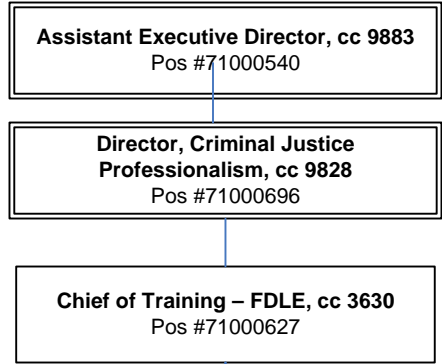 Assistant Executive Director, cc 9883
Pos #71000540
Director, Criminal Justice
Professionalism, cc 9828
Pos #71000696
Chief of Training – FDLE, cc 3630
Pos #71000627